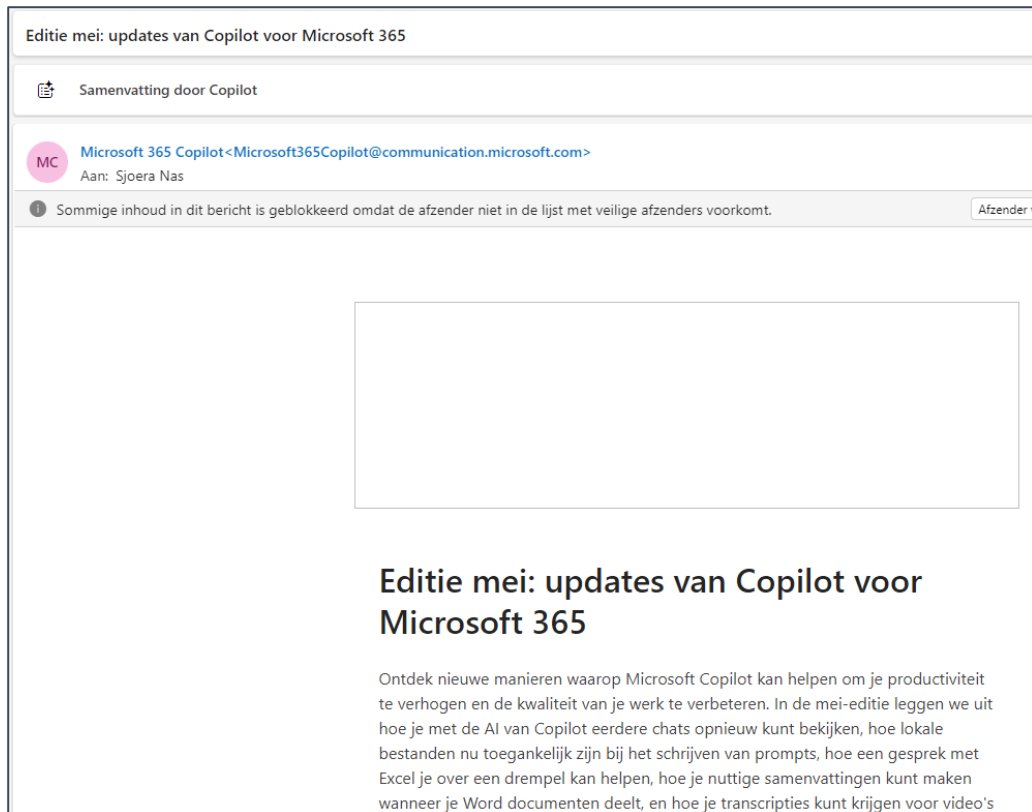 Editie mei: updates van Copilot voor Microsoft 365
Samenvatting door Copilot
MC
Microsoft 365 Copilot<Microsoft365Copilot@communication.microsoft.com>
Aan: Sjoera Nas
Sommige inhoud in dit bericht is geblokkeerd omdat de afzender niet in de lijst met veilige afzenders voorkomt.
Afzender
Editie mei: updates van Copilot voor
Microsoft 365
Ontdek nieuwe manieren waarop Microsoft Copilot kan helpen om je productiviteit
te verhogen en de kwaliteit van je werk te verbeteren. In de mei-editie leggen we uit
hoe je met de AI van Copilot eerdere chats opnieuw kunt bekijken, hoe lokale
bestanden nu toegankelijk zijn bij het schrijven van prompts, hoe een gesprek met
Excel je over een drempel kan helpen, hoe je nuttige samenvattingen kunt maken
wanneer je Word documenten deelt, en hoe je transcripties kunt krijgen voor video's